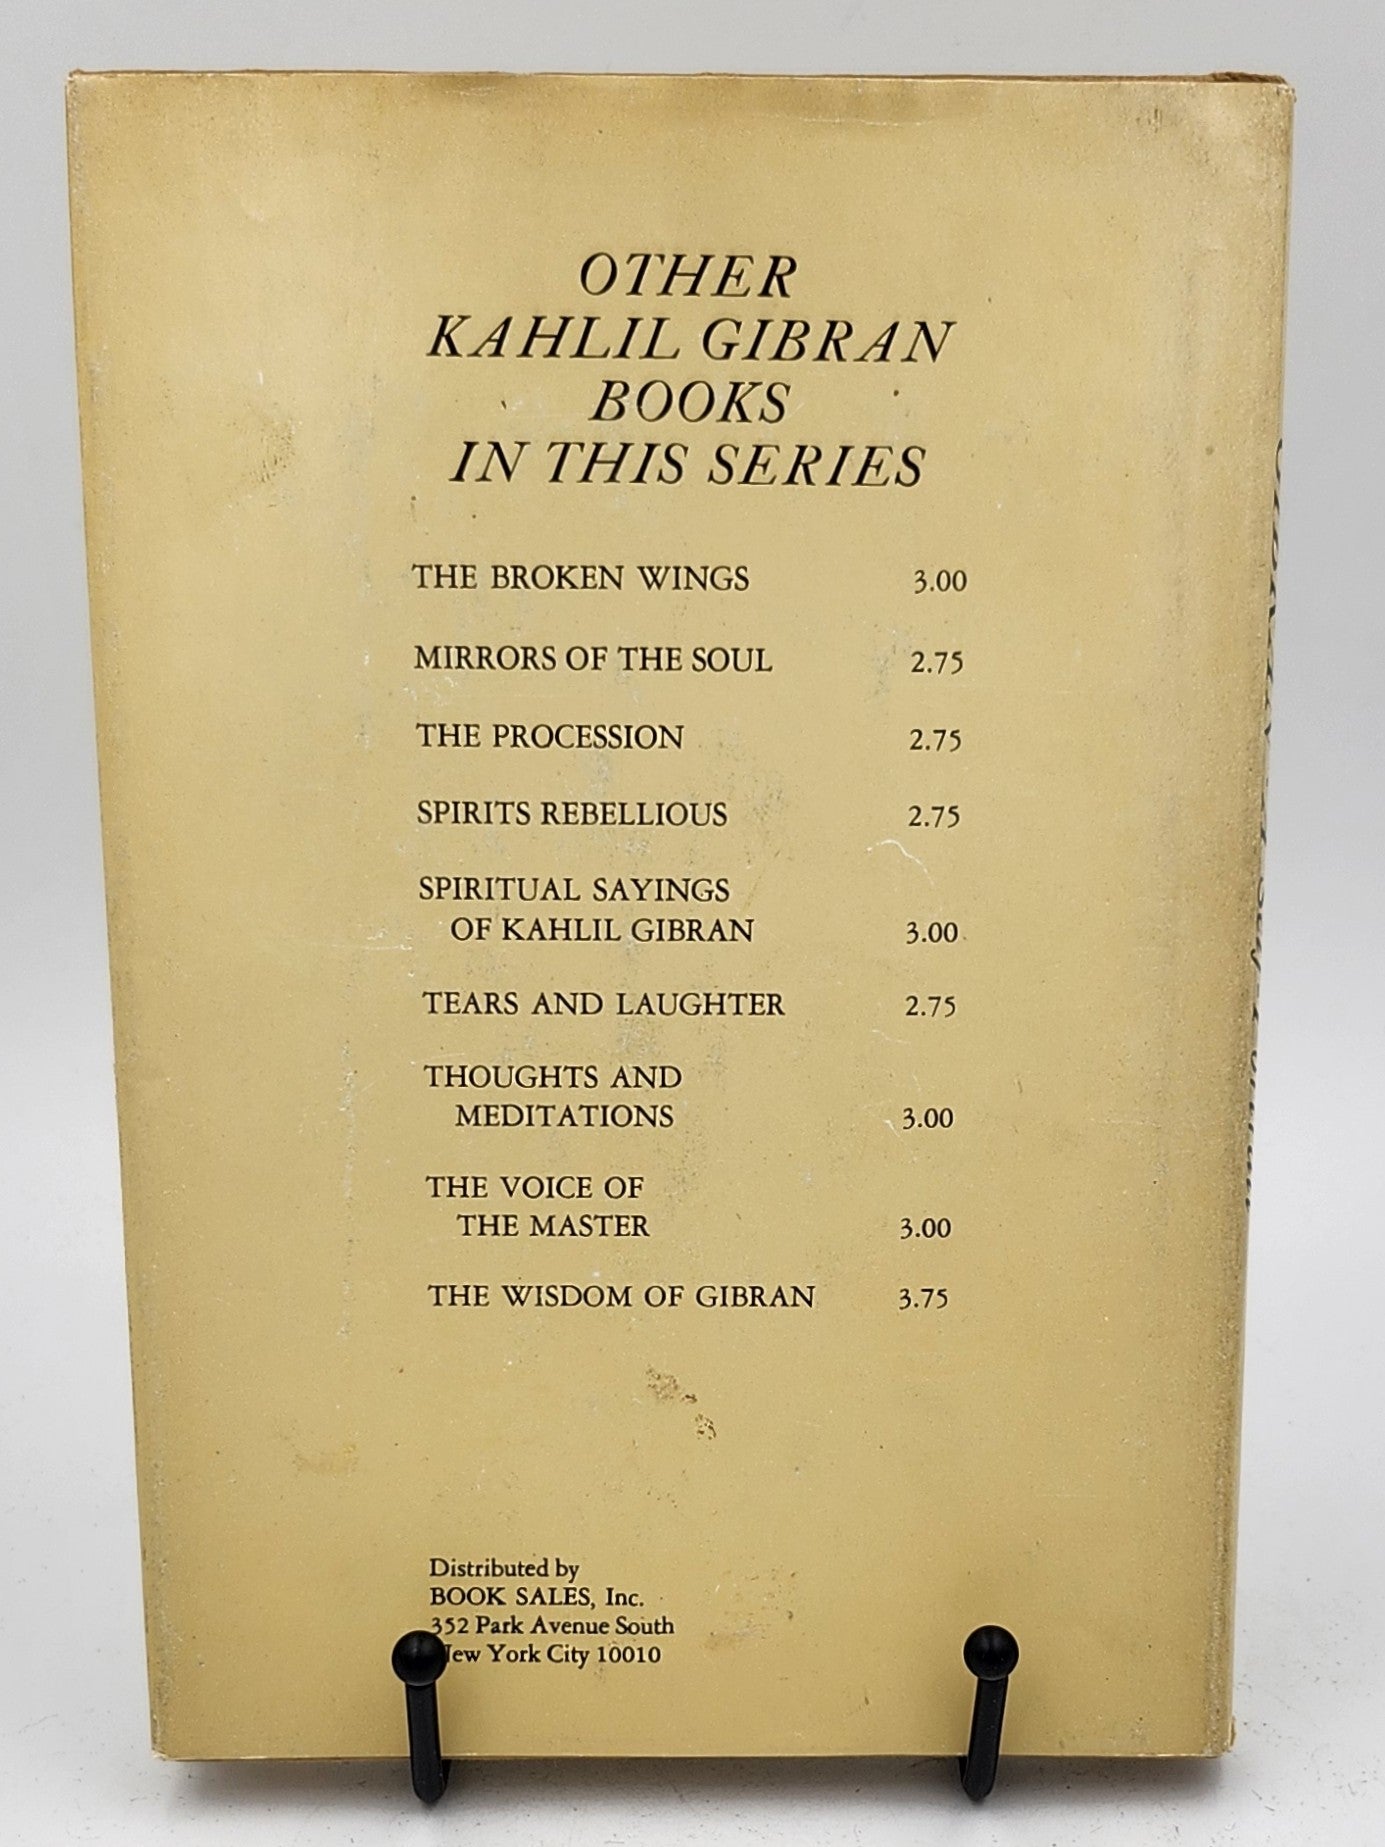 OTHER
KAHLIL GIBRAN
BOOKS
IN THIS SERIES
THE BROKEN WINGS 3.00
MIRRORS OF THE SOUL 2.75
THE PROCESSION 2.75
SPIRITS REBELLIOUS 2.75
SPIRITUAL SAYINGS
OF KAHLIL GIBRAN 3.00
TEARS AND LAUGHTER 2.75
THOUGHTS AND
MEDITATIONS 3.00
THE VOICE OF
THE MASTER 3.00
THE WISDOM OF GIBRAN 3.75
Distributed by
BOOK SALES, Inc.
352 Park Avenue South
New York City 10010